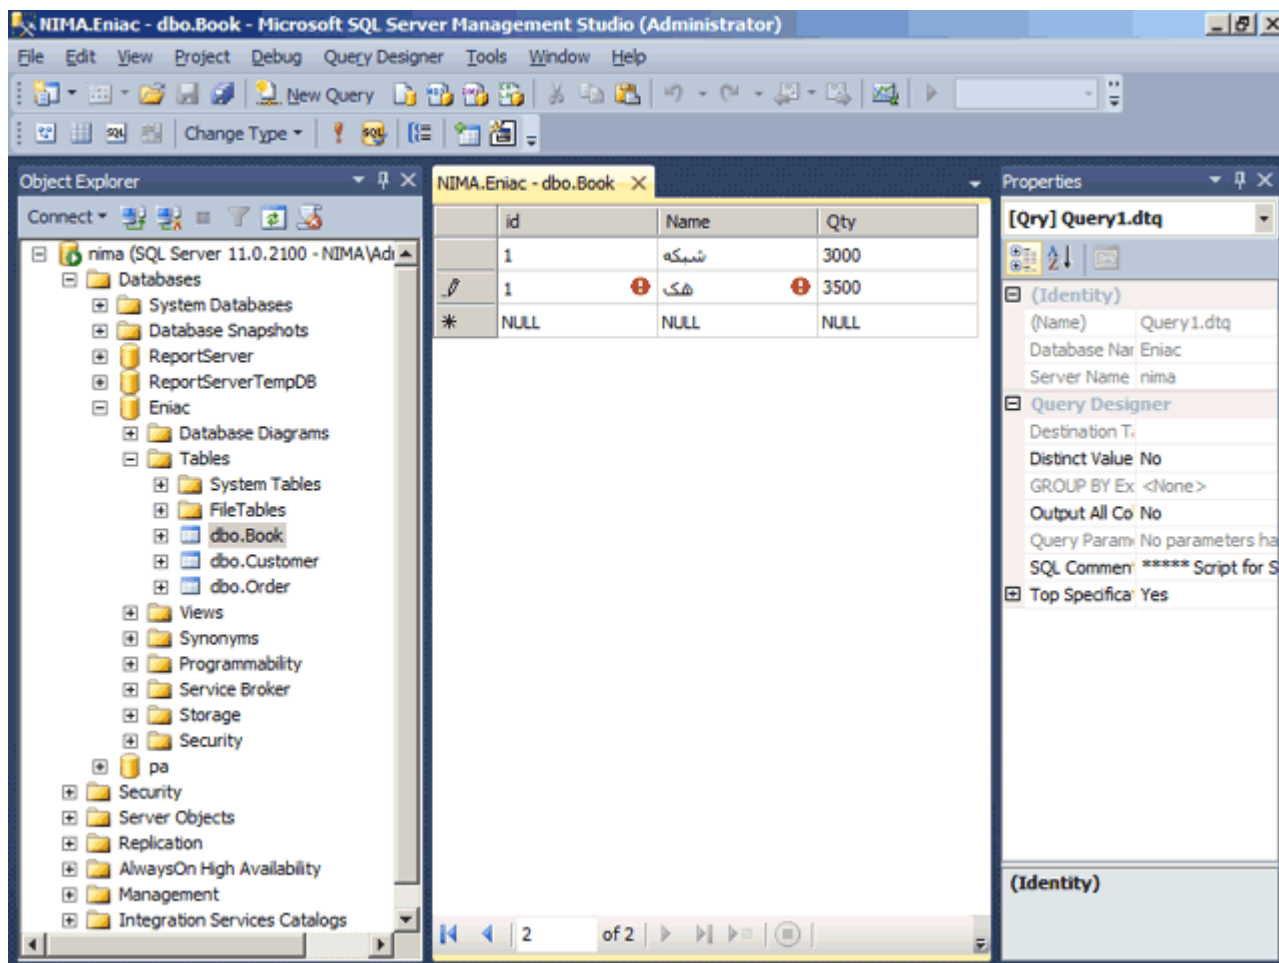 NIMA.Eniac - dbo.Book - Microsoft SQL Server Management Studio (Administrator)
File Edit View Project Debug Query Designer Tools Window Help
New Query
Change Type
Object Explorer
Connect
nima (SQL Server 11.0.2100 - NIMA\Adı
Databases
System Databases
Database Snapshots
ReportServer
ReportServerTempDB
Eniac
Database Diagrams
Tables
System Tables
FileTables
dbo.Book
dbo.Customer
dbo.Order
Views
Synonyms
Programmability
Service Broker
Storage
Security
pa
Security
Server Objects
Replication
AlwaysOn High Availability
Management
Integration Services Catalogs
NIMA.Eniac - dbo.Book
id Name Qty
1 شبکه 3000
1 هک 3500
NULL NULL NULL
2 of 2
Properties
[Qry] Query1.dtq
(Identity)
(Name) Query1.dtq
Database Nar Eniac
Server Name nima
Query Designer
Destination T
Distinct Value No
GROUP BY Ex <None>
Output All Co No
Query Param No parameters ha
SQL Comment ***** Script for S
Top Specificat Yes
(Identity)